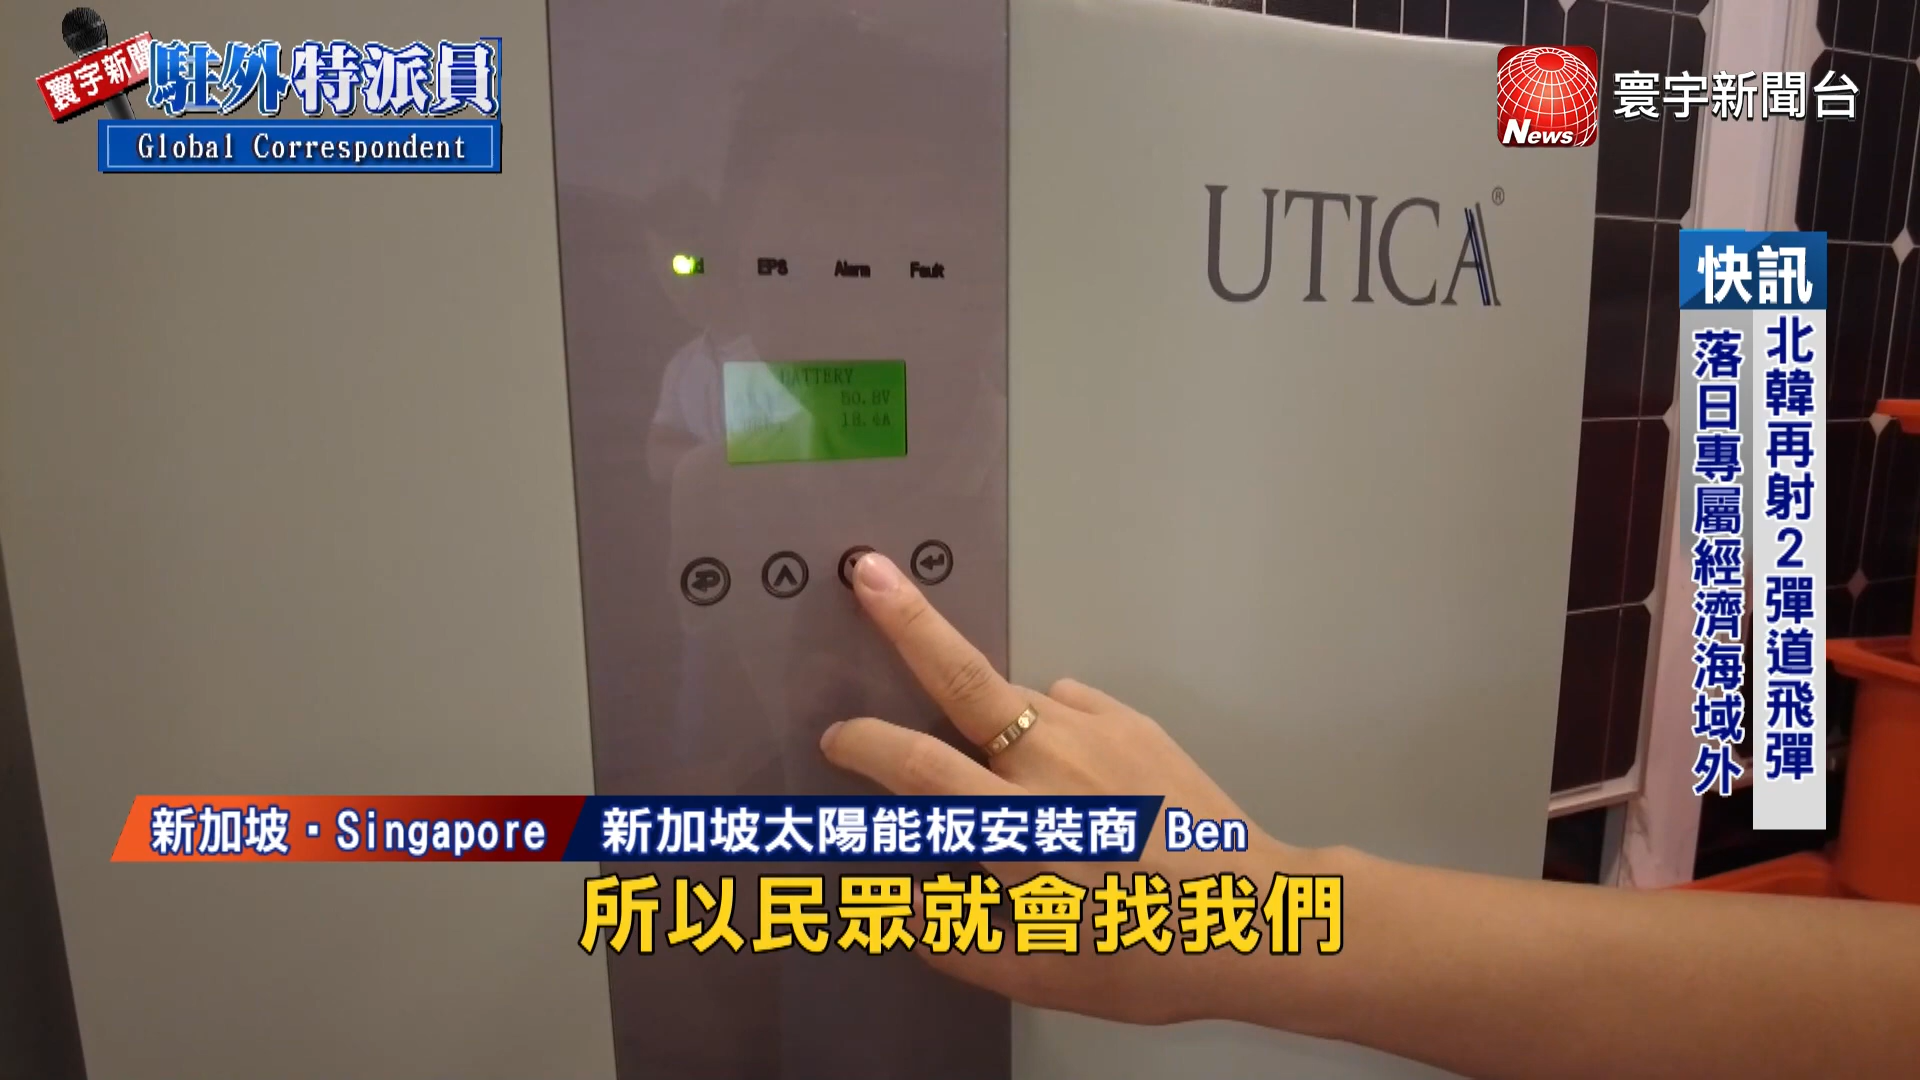 寰宇新聞
駐外特派員
Global Correspondent
News
寰宇新聞台
UTICA®
EPS
Alarm
Fault
BATTERY
50.8V
18.4A
快訊
北韓再射2彈道飛彈
落日專屬經濟海域外
新加坡·Singapore
新加坡太陽能板安裝商 Ben
所以民眾就會找我們